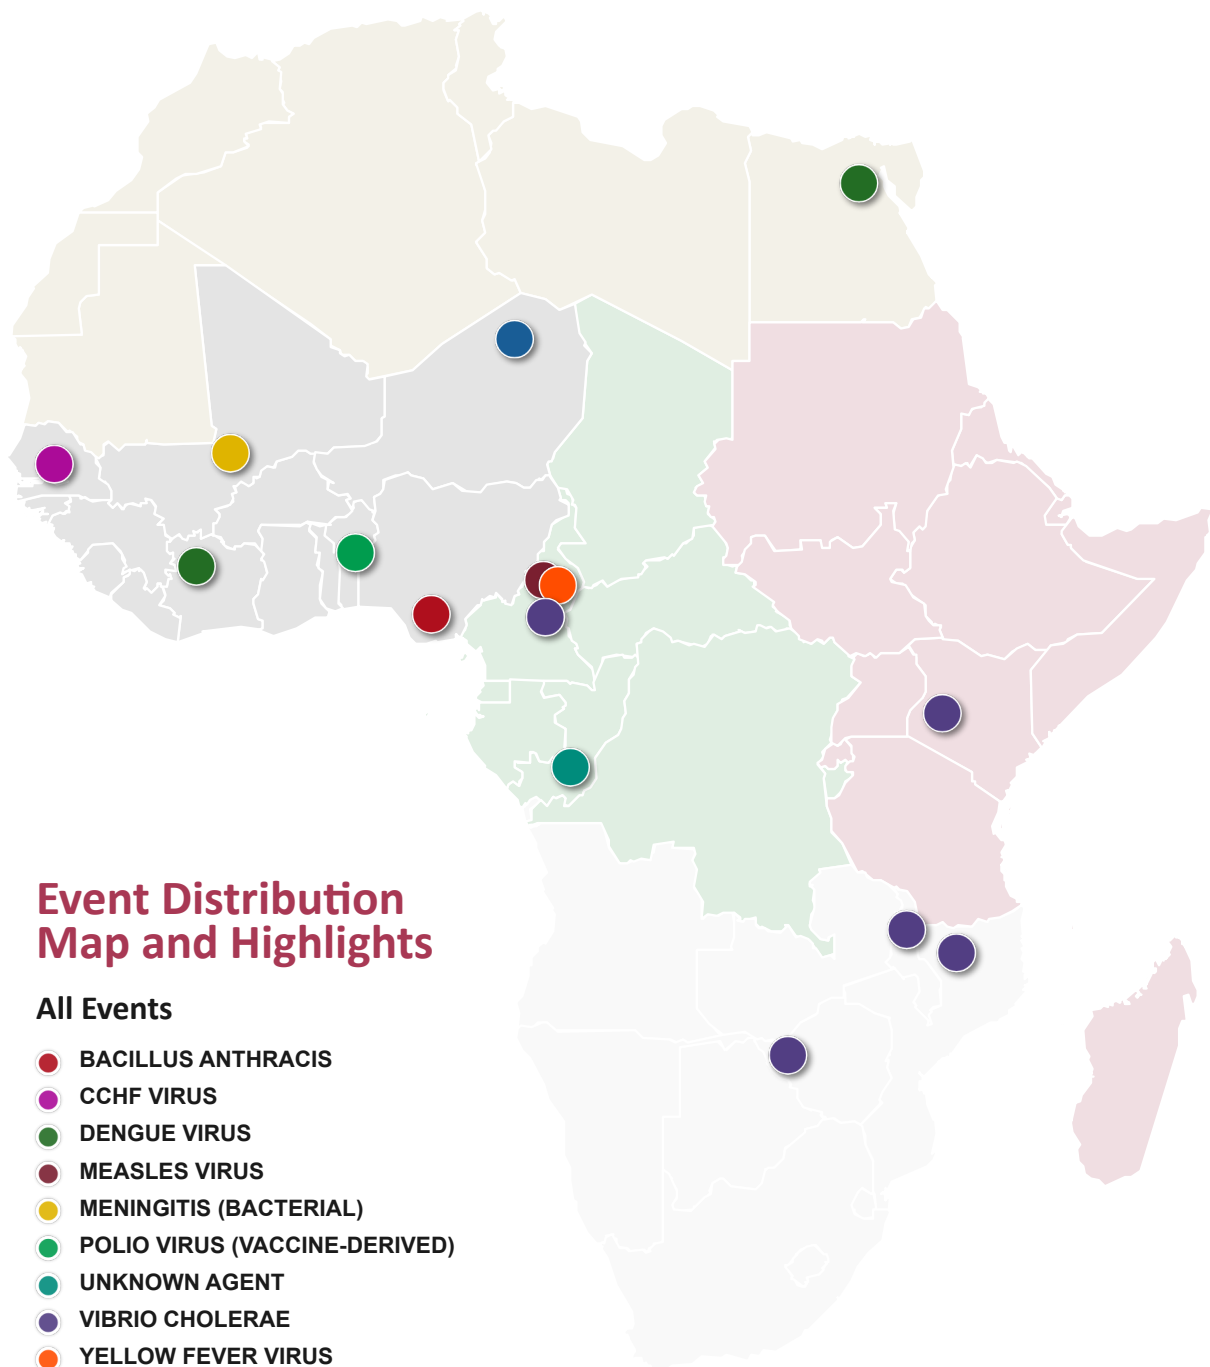 Event Distribution
Map and Highlights
All Events
BACILLUS ANTHRACIS
CCHF VIRUS
DENGUE VIRUS
MEASLES VIRUS
MENINGITIS (BACTERIAL)
POLIO VIRUS (VACCINE-DERIVED)
UNKNOWN AGENT
VIBRIO CHOLERAE
YELLOW FEVER VIRUS